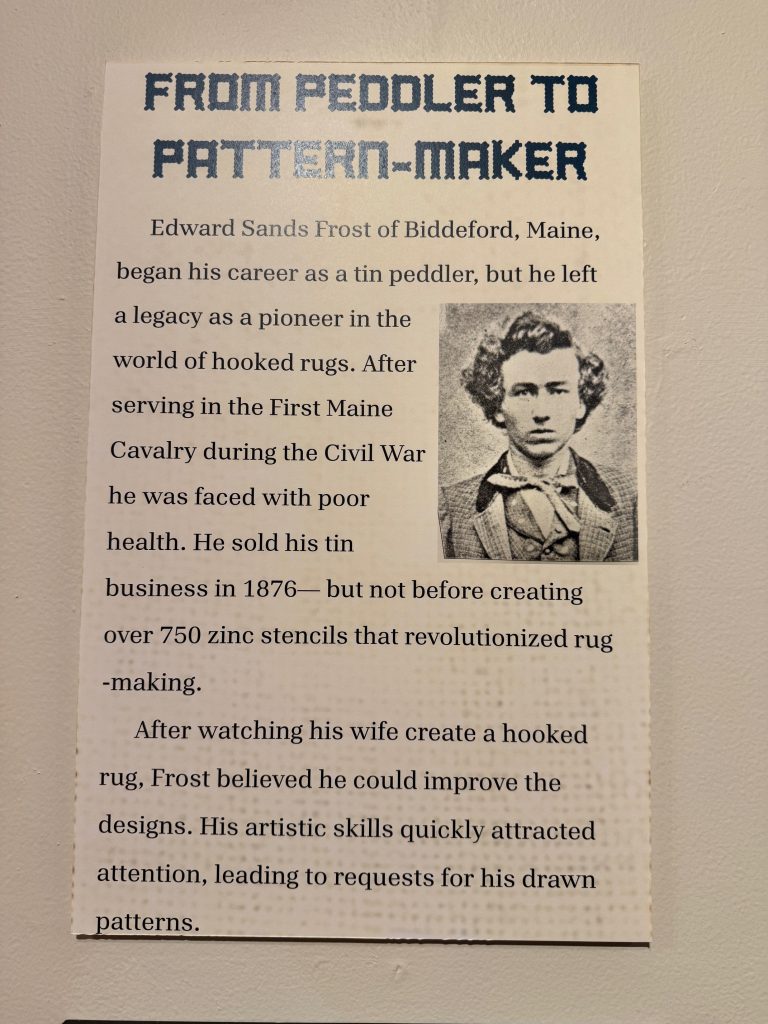 FROM PEDDLER TO
PATTERN-MAKER
Edward Sands Frost of Biddeford, Maine,
began his career as a tin peddler, but he left
a legacy as a pioneer in the
world of hooked rugs. After
serving in the First Maine
Cavalry during the Civil War
he was faced with poor
health. He sold his tin
business in 1876— but not before creating
over 750 zinc stencils that revolutionized rug
-making.
After watching his wife create a hooked
rug, Frost believed he could improve the
designs. His artistic skills quickly attracted
attention, leading to requests for his drawn
patterns.